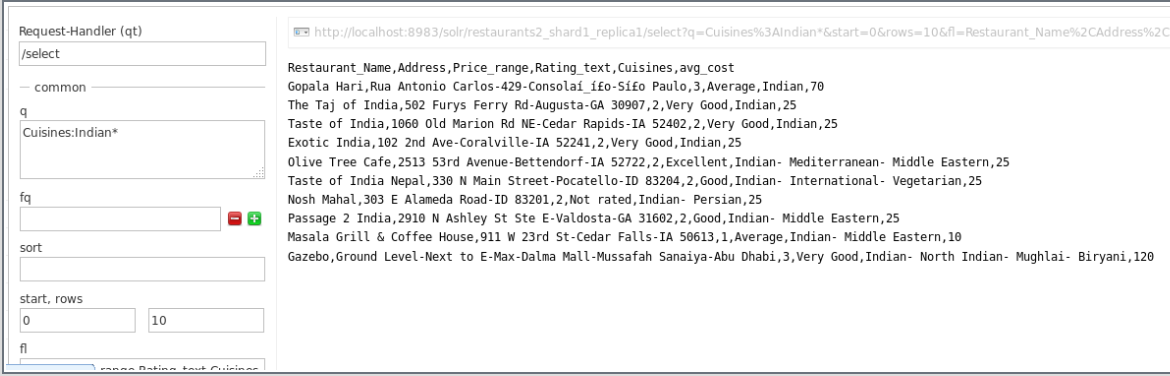 Request-Handler (qt)
/select
common
q
Cuisines:Indian*
fq
sort
start, rows
0 10
fl
range,Rating_text,Cuisines
http://localhost:8983/solr/restaurants2_shard1_replica1/select?q=Cuisines%3AIndian*&start=0&rows=10&fl=Restaurant_Name%2CAddress%2C
Restaurant_Name,Address,Price_range,Rating_text,Cuisines,avg_cost
Gopala Hari,Rua Antonio Carlos-429-Consolaí_í£o-Sí£o Paulo,3,Average,Indian,70
The Taj of India,502 Furys Ferry Rd-Augusta-GA 30907,2,Very Good,Indian,25
Taste of India,1060 Old Marion Rd NE-Cedar Rapids-IA 52402,2,Very Good,Indian,25
Exotic India,102 2nd Ave-Coralville-IA 52241,2,Very Good,Indian,25
Olive Tree Cafe,2513 53rd Avenue-Bettendorf-IA 52722,2,Excellent,Indian- Mediterranean- Middle Eastern,25
Taste of India Nepal,330 N Main Street-Pocatello-ID 83204,2,Good,Indian- International- Vegetarian,25
Nosh Mahal,303 E Alameda Road-ID 83201,2,Not rated,Indian- Persian,25
Passage 2 India,2910 N Ashley St Ste E-Valdosta-GA 31602,2,Good,Indian- Middle Eastern,25
Masala Grill & Coffee House,911 W 23rd St-Cedar Falls-IA 50613,1,Average,Indian- Middle Eastern,10
Gazebo,Ground Level-Next to E-Max-Dalma Mall-Mussafah Sanaiya-Abu Dhabi,3,Very Good,Indian- North Indian- Mughlai- Biryani,120